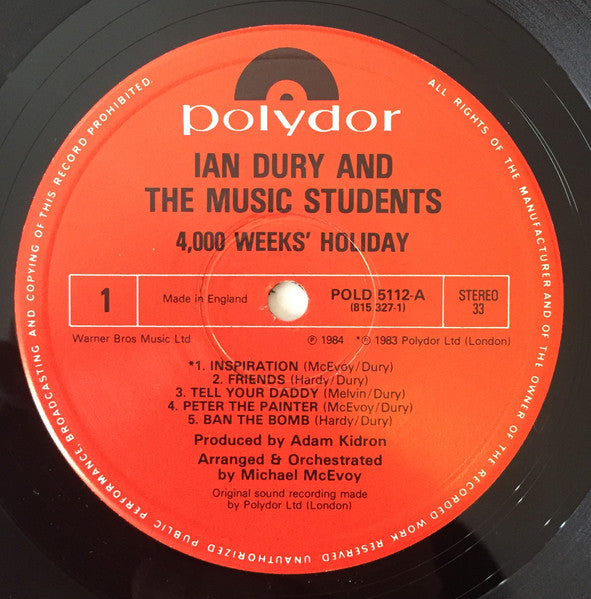 polydor
IAN DURY AND
THE MUSIC STUDENTS
4,000 WEEKS' HOLIDAY
1
Made in England
POLD 5112-A
(815 327-1)
STEREO
33
Warner Bros Music Ltd
℗ 1984 *℗ 1983 Polydor Ltd (London)
*1. INSPIRATION (McEvoy/Dury)
2. FRIENDS (Hardy/Dury)
3. TELL YOUR DADDY (Melvin/Dury)
4. PETER THE PAINTER (McEvoy/Dury)
5. BAN THE BOMB (Hardy/Dury)
Produced by Adam Kidron
Arranged & Orchestrated
by Michael McEvoy
Original sound recording made
by Polydor Ltd (London)
ALL RIGHTS OF THE MANUFACTURER AND OF THE OWNER OF THE RECORDED WORK RESERVED. UNAUTHORIZED PUBLIC PERFORMANCE, BROADCASTING AND COPYING OF THIS RECORD PROHIBITED.